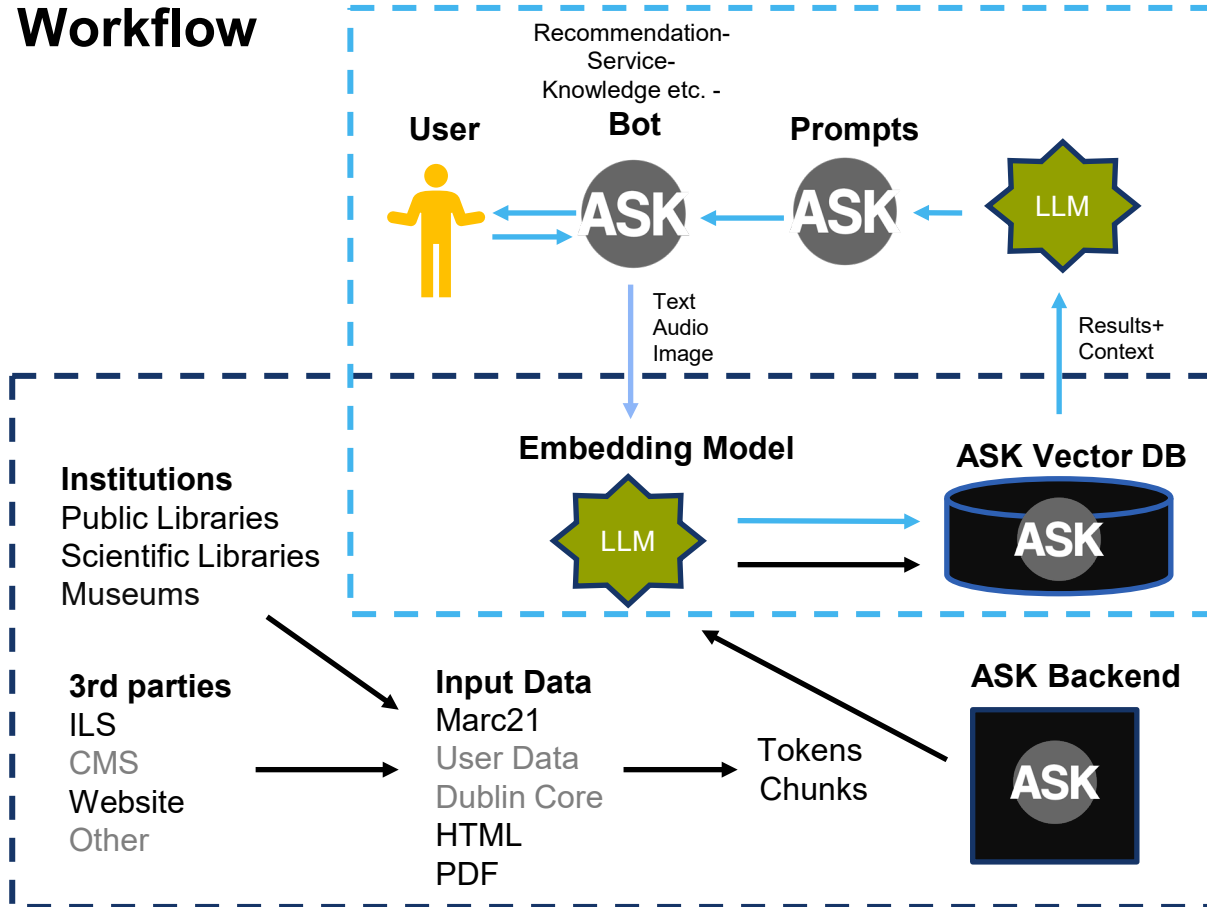 Workflow
Recommendation-
Service-
Knowledge etc. -
User
Bot
Prompts
ASK
ASK
LLM
Text
Audio
Image
Results+
Context
Embedding Model
ASK Vector DB
LLM
ASK
Institutions
Public Libraries
Scientific Libraries
Museums
3rd parties
ILS
CMS
Website
Other
Input Data
Marc21
User Data
Dublin Core
HTML
PDF
Tokens
Chunks
ASK Backend
ASK